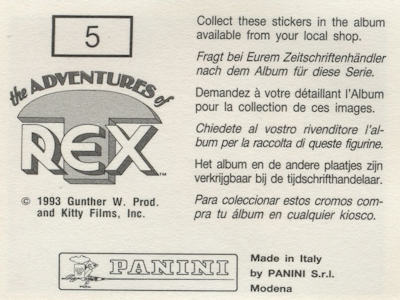 5
the ADVENTURES of
T
REX™
© 1993 Gunther W. Prod.
and Kitty Films, Inc.
Collect these stickers in the album
available from your local shop.
Fragt bei Eurem Zeitschriftenhändler
nach dem Album für diese Serie.
Demandez à votre détaillant l'Album
pour la collection de ces images.
Chiedete al vostro rivenditore l'al-
bum per la raccolta di queste figurine.
Het album en de andere plaatjes zijn
verkrijgbaar bij de tijdschrifthandelaar.
Para coleccionar estos cromos com-
pra tu álbum en cualquier kiosco.
PANINI
Made in Italy
by PANINI S.r.l.
Modena